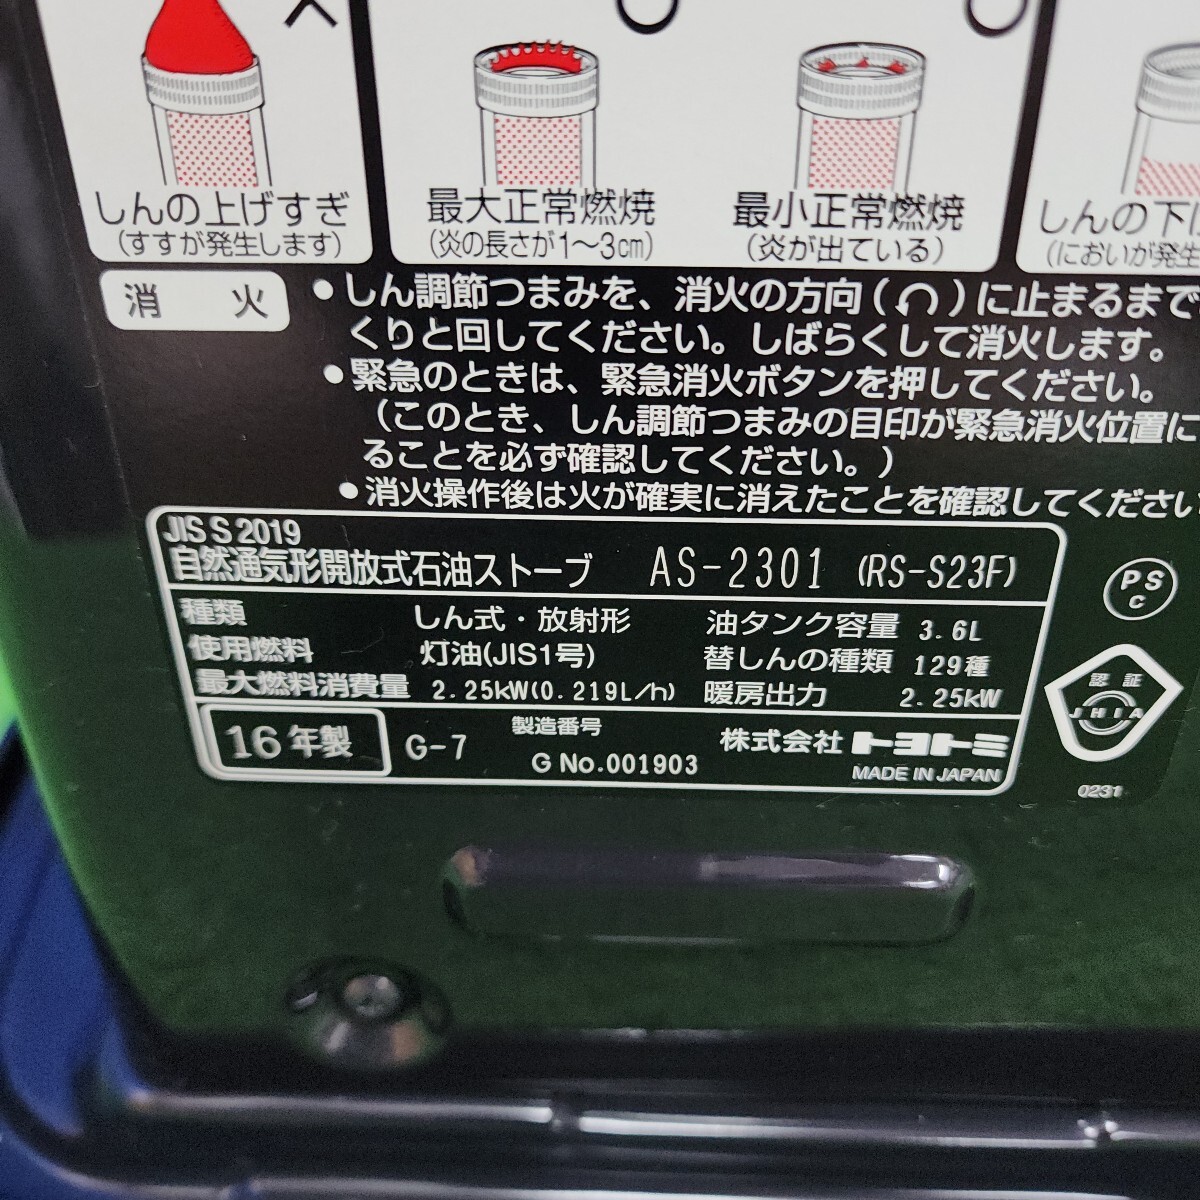 しんの上げすぎ
(すすが発生します)
最大正常燃焼
(炎の長さが1〜3cm)
最小正常燃焼
(炎が出ている)
しんの下
(においが発生
消火
●しん調節つまみを、消火の方向(↶)に止まるまで
くりと回してください。しばらくして消火します。
●緊急のときは、緊急消火ボタンを押してください。
(このとき、しん調節つまみの目印が緊急消火位置に
ることを必ず確認してください。)
●消火操作後は火が確実に消えたことを確認してください
JIS S 2019
自然通気形開放式石油ストーブ AS-2301 (RS-S23F)
種類 しん式・放射形 油タンク容量 3.6L
使用燃料 灯油(JIS1号) 替しんの種類 129種
最大燃料消費量 2.25kW(0.219L/h) 暖房出力 2.25kW
16年製 G-7 製造番号 G No.001903
株式会社トヨトミ
MADE IN JAPAN
PS
C
認証
JHIA
0231